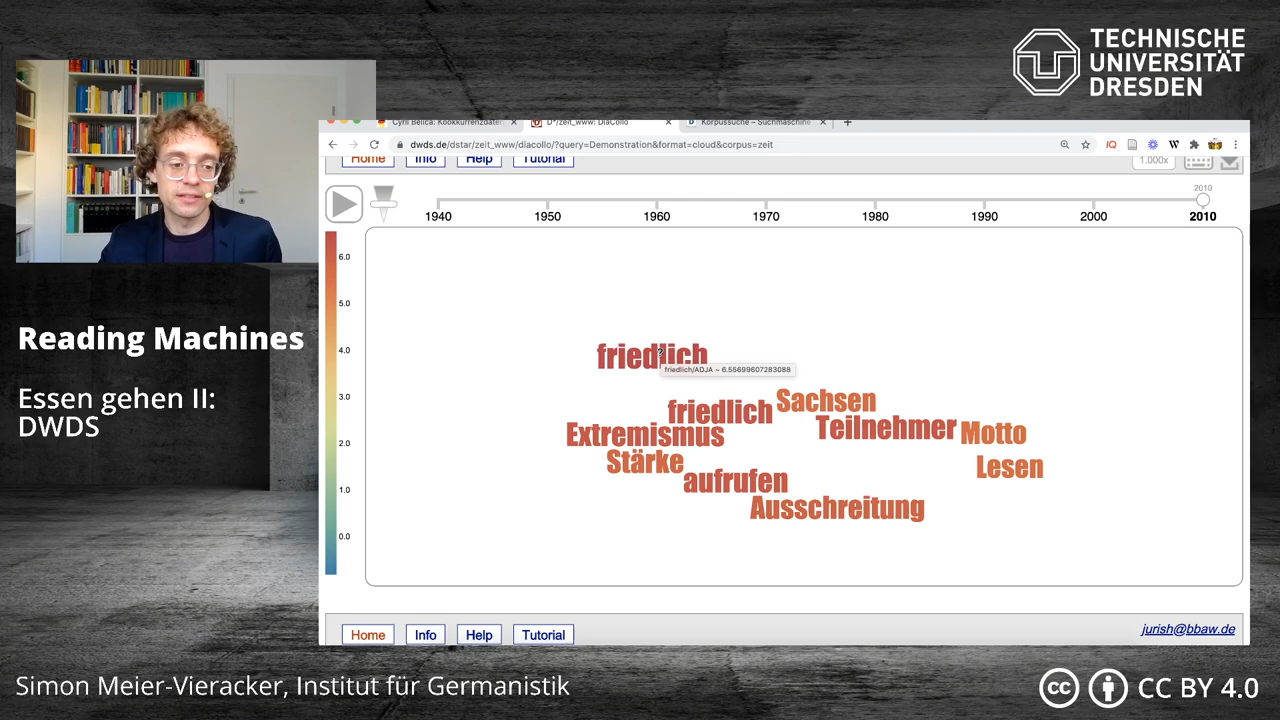 TECHNISCHE
UNIVERSITÄT
DRESDEN
Cyril Belica: Kookkurrenzdate
D*/zeit_www: DiaCollo
Korpussuche – Suchmaschine
dwds.de/dstar/zeit_www/diacollo/?query=Demonstration&format=cloud&corpus=zeit
Home Info Help Tutorial 1.000x
2010
1940 1950 1960 1970 1980 1990 2000 2010
6.0
5.0
4.0
3.0
2.0
1.0
0.0
friedlich
friedlich/ADJA ~ 6.55699607283088
Sachsen
friedlich
Teilnehmer
Extremismus
Motto
Stärke
Lesen
aufrufen
Ausschreitung
Home Info Help Tutorial
jurish@bbaw.de
Reading Machines
Essen gehen II:
DWDS
Simon Meier-Vieracker, Institut für Germanistik
CC BY 4.0